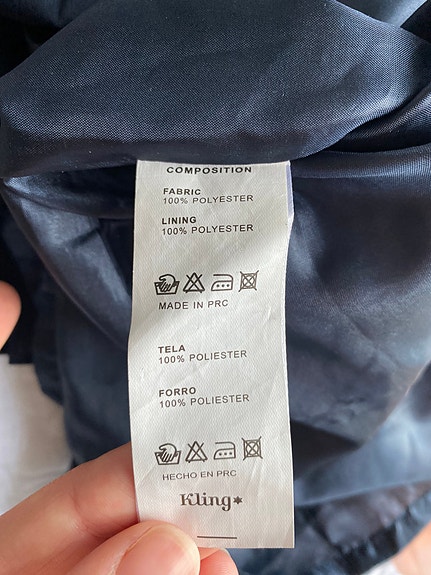 COMPOSITION
FABRIC
100% POLYESTER
LINING
100% POLYESTER
MADE IN PRC
TELA
100% POLIESTER
FORRO
100% POLIESTER
HECHO EN PRC
Kling*